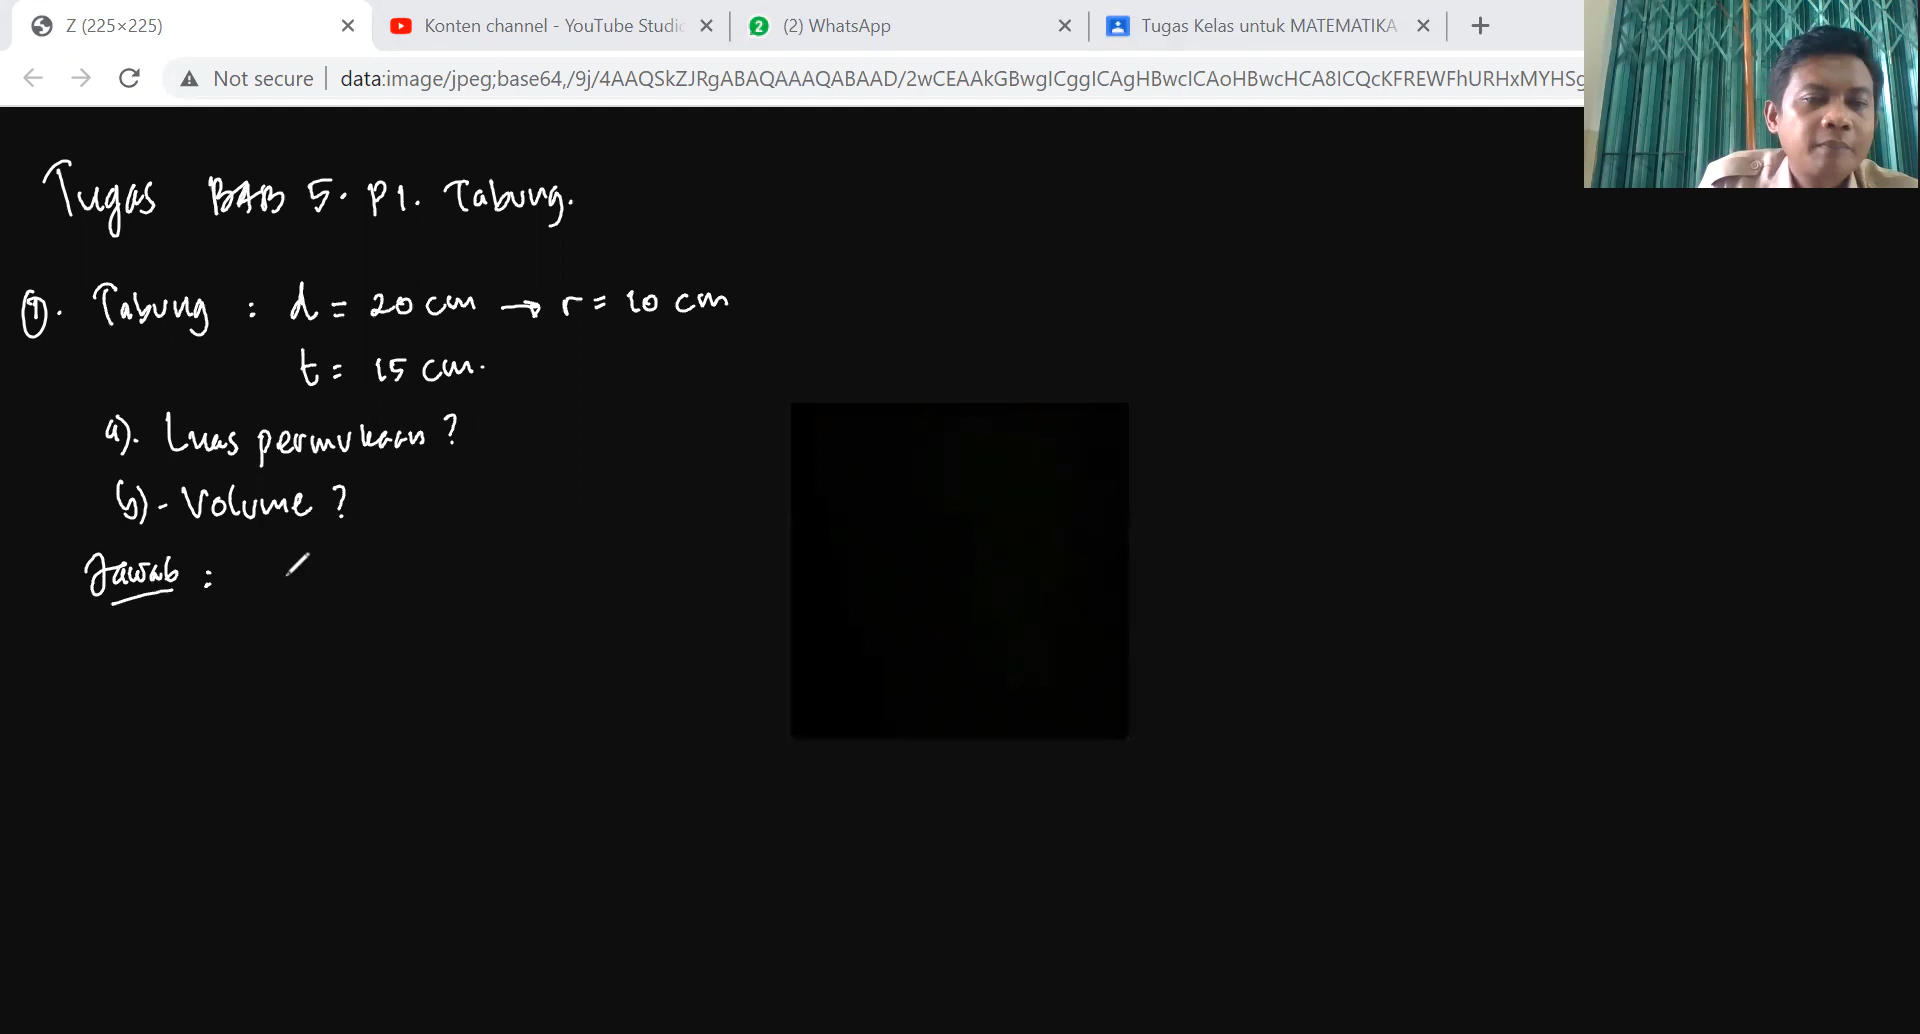 Z (225×225)
Konten channel - YouTube Studio
(2) WhatsApp
Tugas Kelas untuk MATEMATIKA
Not secure
data:image/jpeg;base64,/9j/4AAQSkZJRgABAQAAAQABAAD/2wCEAAkGBwgICggICAgHBwcICAoHBwcHCA8ICQcKFREWFhURHxMYHSg
Tugas BAB 5. P1. Tabung.
1. Tabung : d = 20 cm → r = 10 cm
t = 15 cm.
a). Luas permukaan ?
b). Volume ?
Jawab :